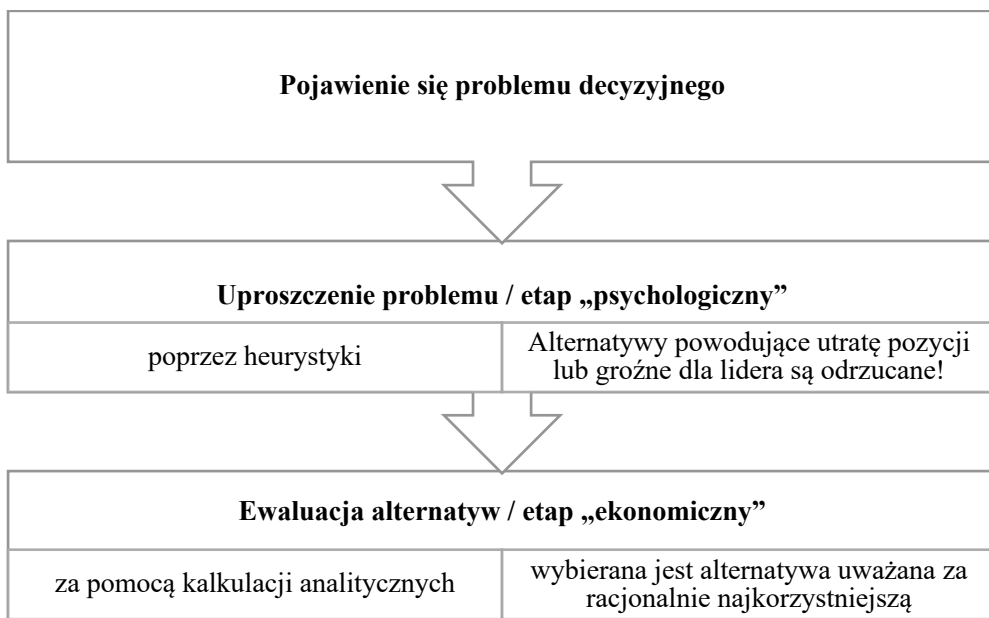 Pojawienie się problemu decyzyjnego
Uproszczenie problemu / etap „psychologiczny”
poprzez heurystyki
Alternatywy powodujące utratę pozycji
lub groźne dla lidera są odrzucane!
Ewaluacja alternatyw / etap „ekonomiczny”
za pomocą kalkulacji analitycznych
wybierana jest alternatywa uważana za
racjonalnie najkorzystniejszą